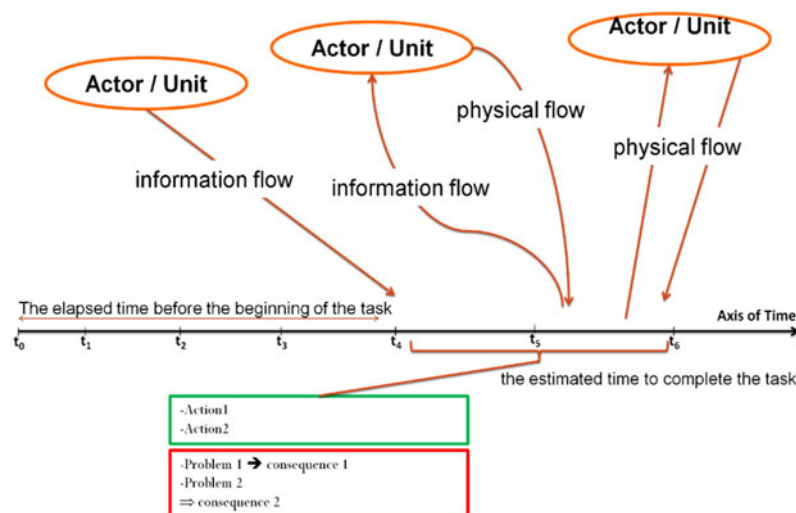 Actor / Unit
Actor / Unit
Actor / Unit
physical flow
physical flow
information flow
information flow
The elapsed time before the beginning of the task
Axis of Time
t0 t1 t2 t3 t4 t5 t6
the estimated time to complete the task
-Action1
-Action2
-Problem 1 ➔ consequence 1
-Problem 2
⇒ consequence 2